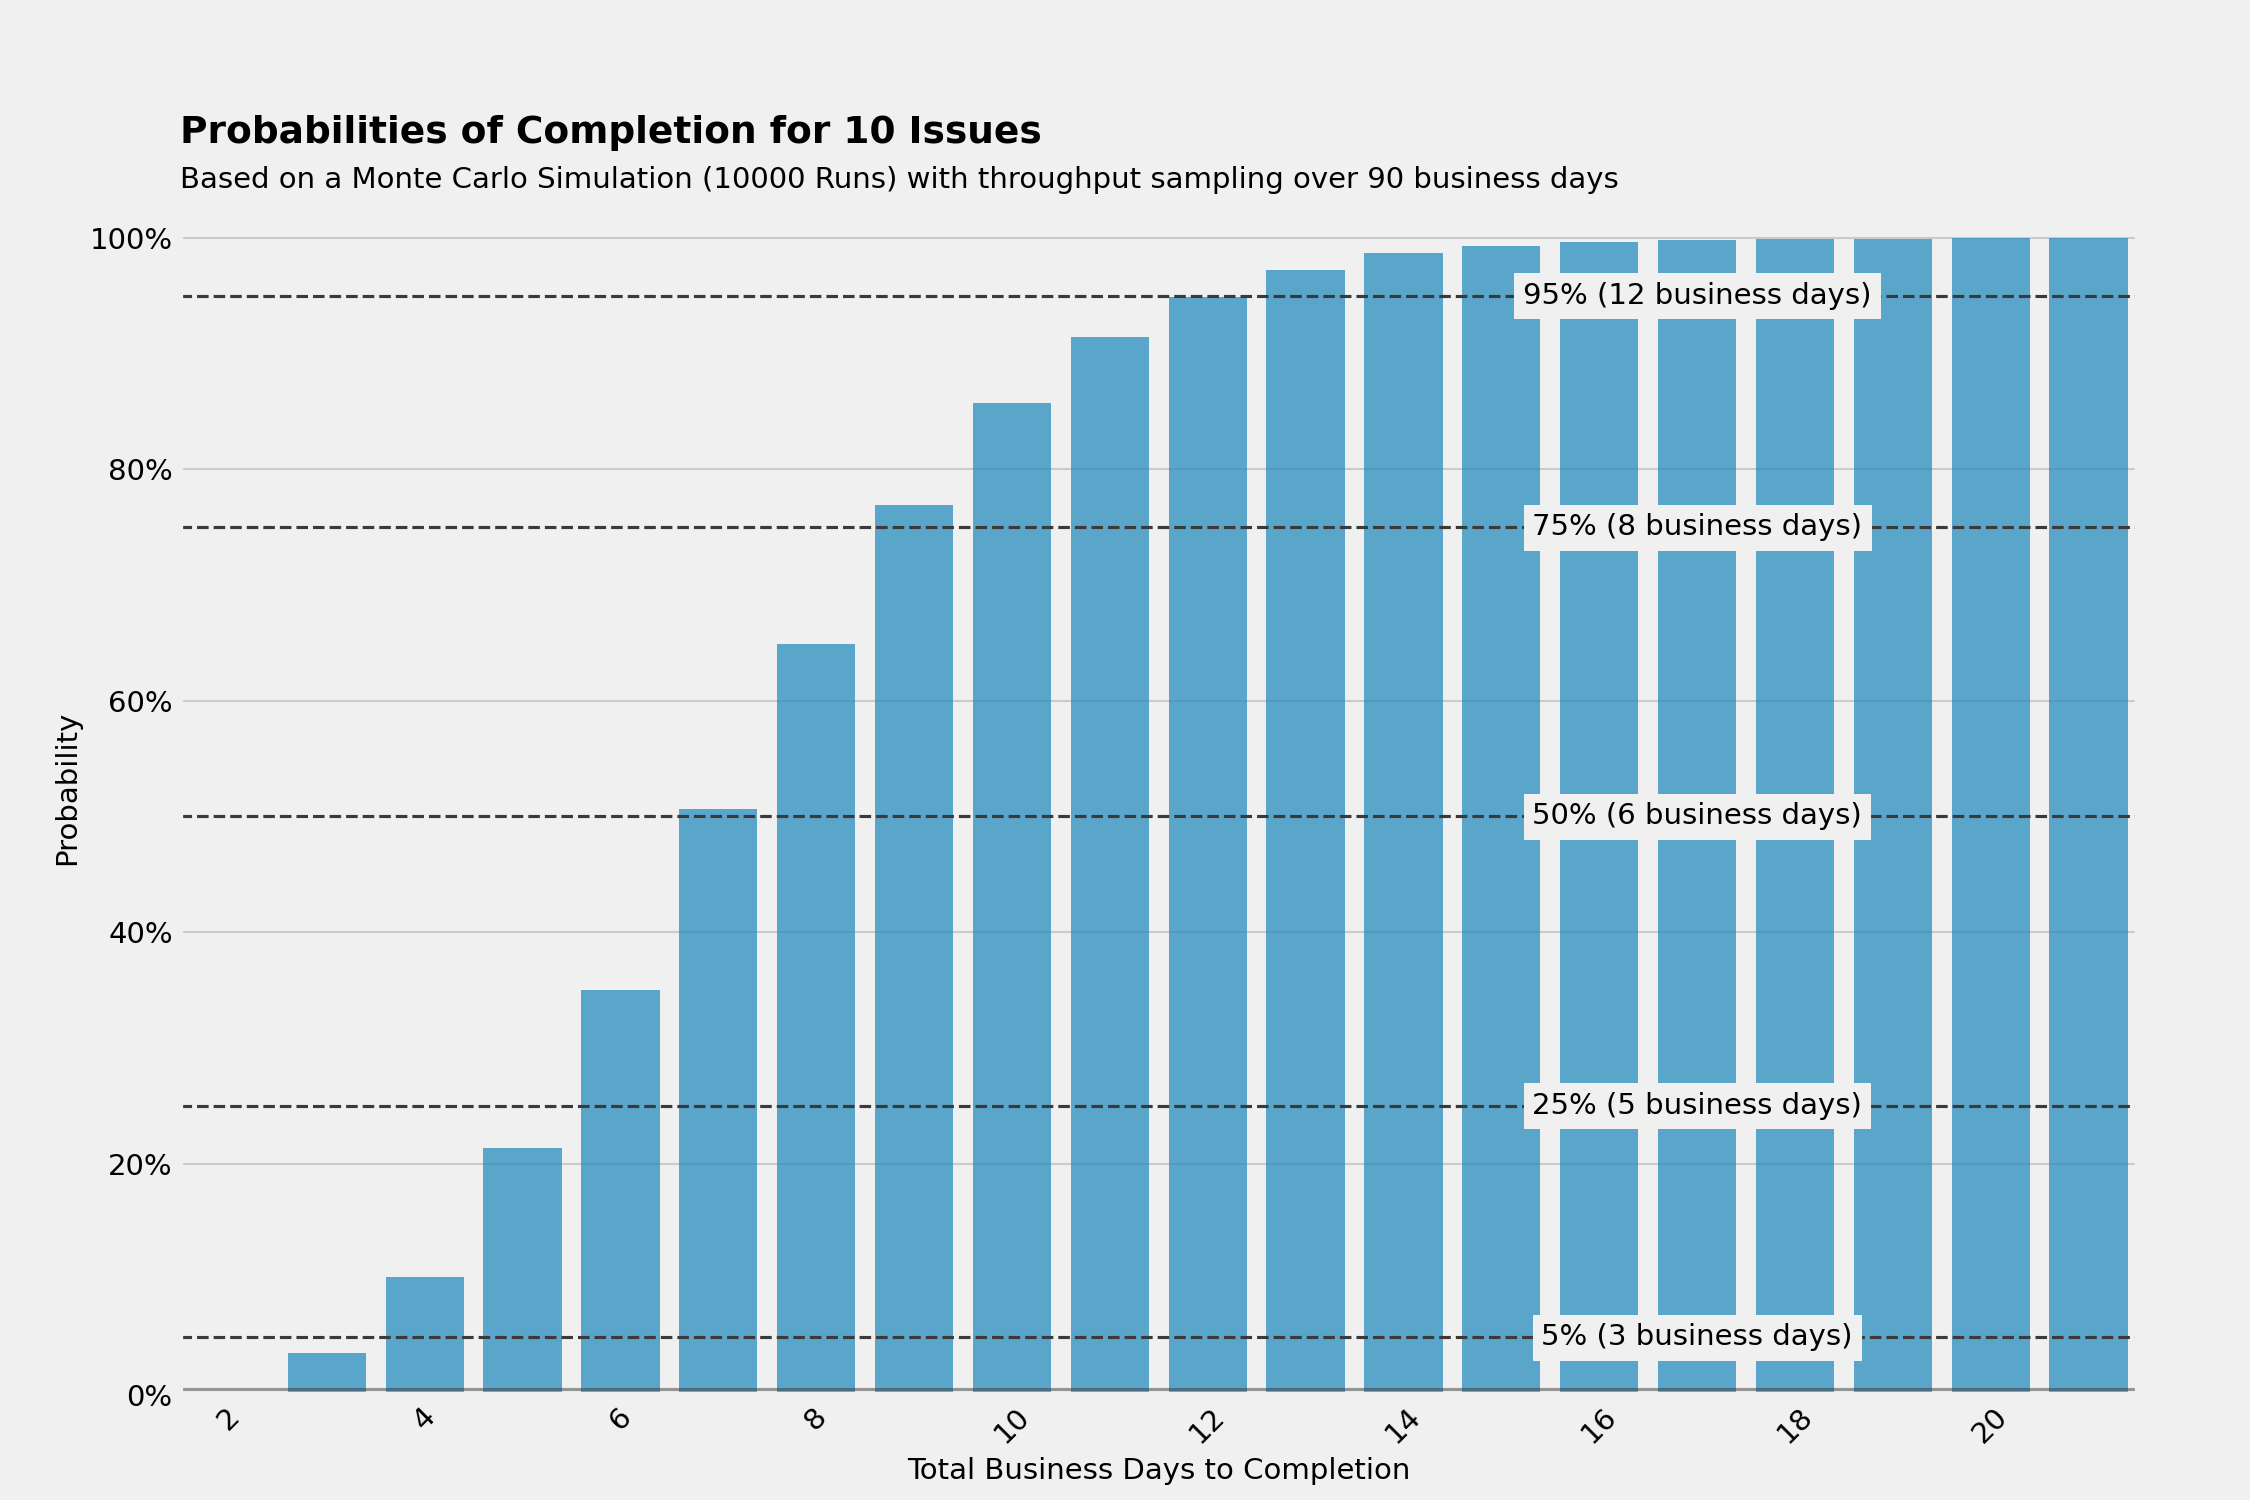 Probabilities of Completion for 10 Issues
Based on a Monte Carlo Simulation (10000 Runs) with throughput sampling over 90 business days
100%
95% (12 business days)
80%
75% (8 business days)
60%
Probability
50% (6 business days)
40%
25% (5 business days)
20%
5% (3 business days)
0%
2 4 6 8 10 12 14 16 18 20
Total Business Days to Completion